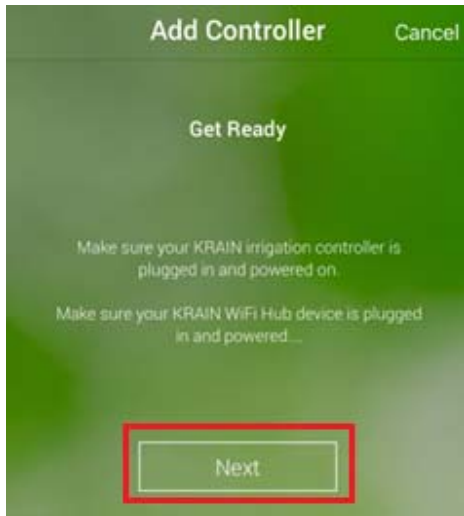 Add Controller Cancel
Get Ready
Make sure your KRAIN irrigation controller is
plugged in and powered on.
Make sure your KRAIN WiFi Hub device is plugged
in and powered....
Next